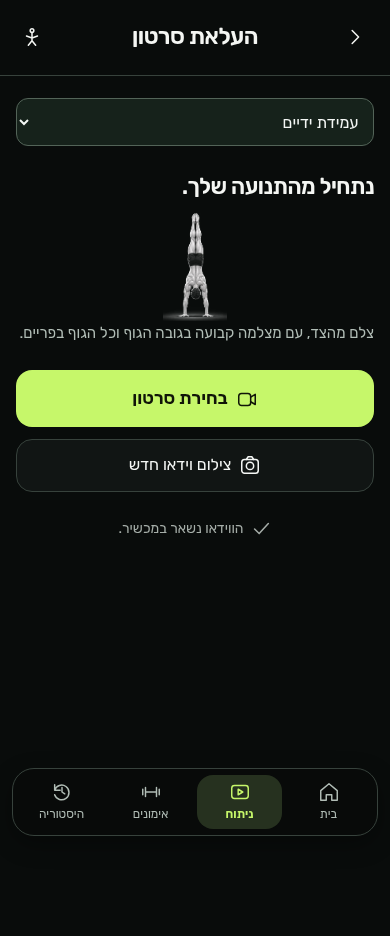 העלאת סרטון
עמידת ידיים
נתחיל מהתנועה שלך.
צלם מהצד, עם מצלמה קבועה בגובה הגוף וכל הגוף בפריים.
בחירת סרטון
צילום וידאו חדש
הווידאו נשאר במכשיר.
בית
ניתוח
אימונים
היסטוריה